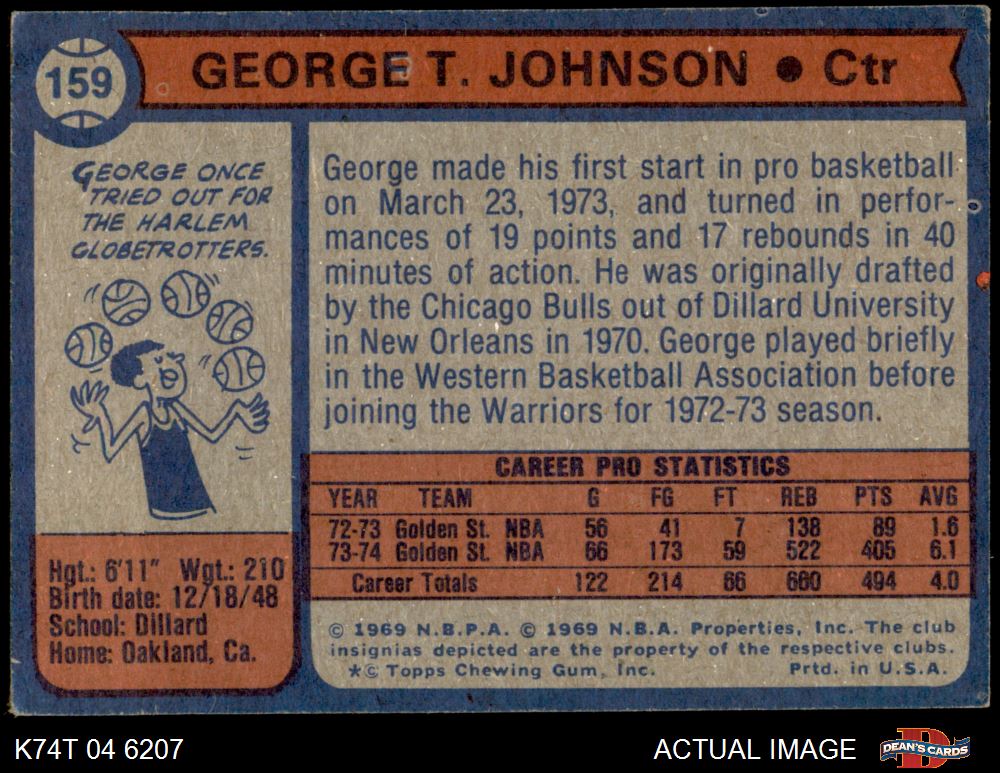 159
GEORGE T. JOHNSON • Ctr
GEORGE ONCE
TRIED OUT FOR
THE HARLEM
GLOBETROTTERS.
George made his first start in pro basketball
on March 23, 1973, and turned in perfor-
mances of 19 points and 17 rebounds in 40
minutes of action. He was originally drafted
by the Chicago Bulls out of Dillard University
in New Orleans in 1970. George played briefly
in the Western Basketball Association before
joining the Warriors for 1972-73 season.
CAREER PRO STATISTICS
YEAR TEAM G FG FT REB PTS AVG
72-73 Golden St. NBA 56 41 7 138 89 1.6
73-74 Golden St. NBA 66 173 59 522 405 6.1
Career Totals 122 214 66 660 494 4.0
Hgt.: 6'11" Wgt.: 210
Birth date: 12/18/48
School: Dillard
Home: Oakland, Ca.
© 1969 N.B.P.A. © 1969 N.B.A. Properties, Inc. The club
insignias depicted are the property of the respective clubs.
*© Topps Chewing Gum, Inc. Prtd. in U.S.A.
K74T 04 6207
ACTUAL IMAGE
DEAN'S CARDS